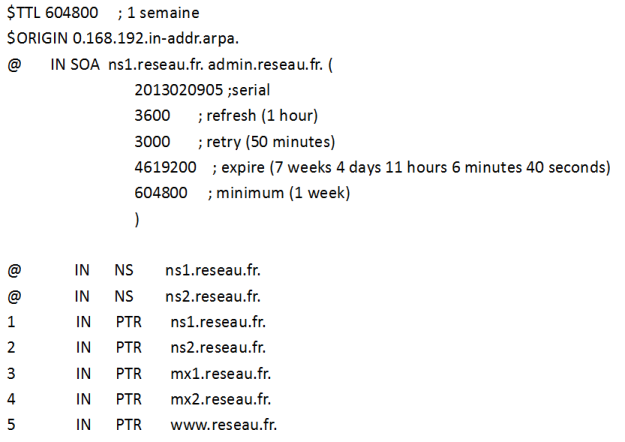 $TTL 604800 ; 1 semaine
$ORIGIN 0.168.192.in-addr.arpa.
@ IN SOA ns1.reseau.fr. admin.reseau.fr. (
2013020905 ;serial
3600 ; refresh (1 hour)
3000 ; retry (50 minutes)
4619200 ; expire (7 weeks 4 days 11 hours 6 minutes 40 seconds)
604800 ; minimum (1 week)
)
@ IN NS ns1.reseau.fr.
@ IN NS ns2.reseau.fr.
1 IN PTR ns1.reseau.fr.
2 IN PTR ns2.reseau.fr.
3 IN PTR mx1.reseau.fr.
4 IN PTR mx2.reseau.fr.
5 IN PTR www.reseau.fr.